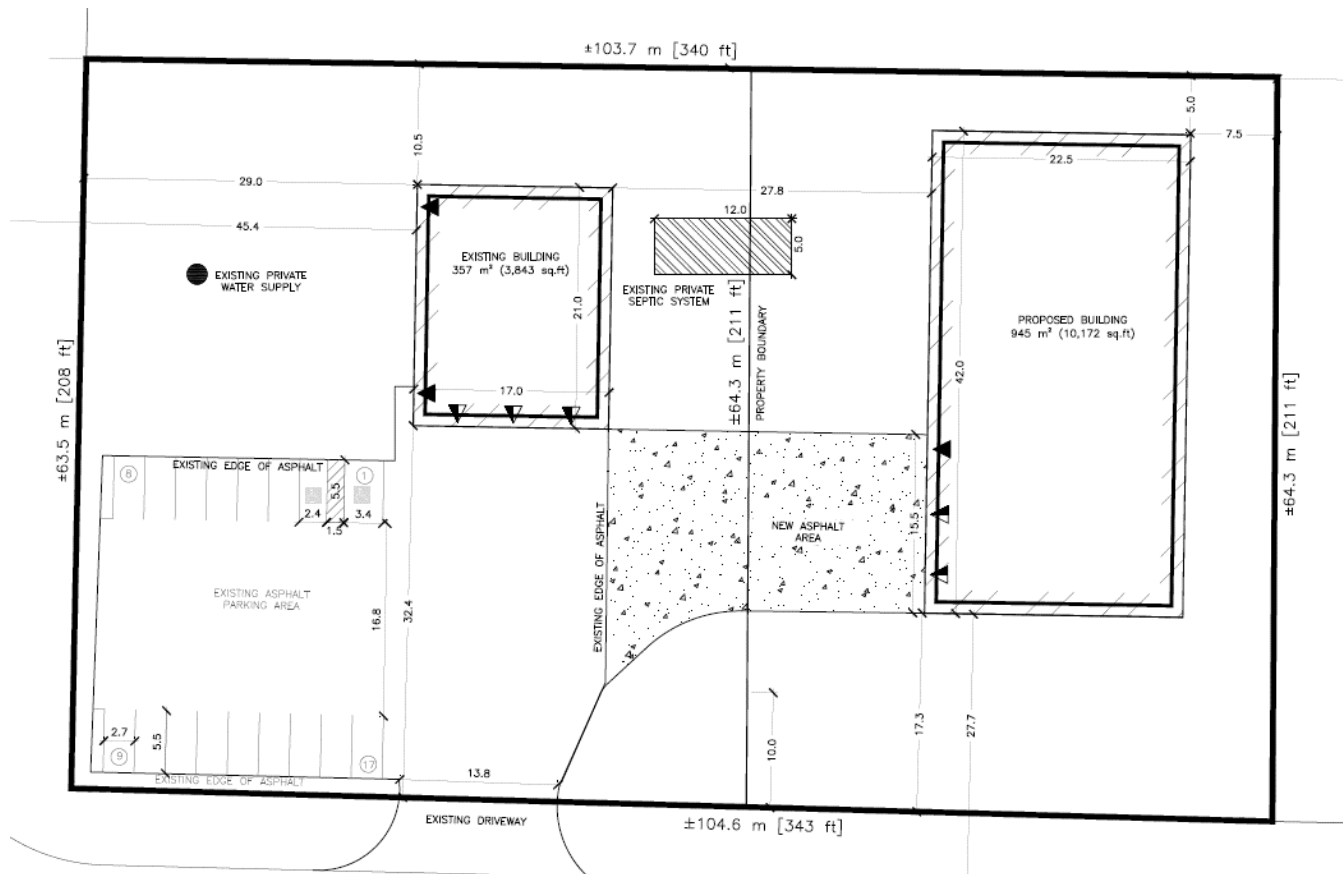 ±103.7 m [340 ft]
5.0
7.5
10.5
22.5
29.0
27.8
12.0
45.4
5.0
EXISTING BUILDING
357 m² (3,843 sq.ft)
EXISTING PRIVATE
WATER SUPPLY
EXISTING PRIVATE
SEPTIC SYSTEM
21.0
±64.3 m [211 ft]
PROPERTY BOUNDARY
PROPOSED BUILDING
945 m² (10,172 sq.ft)
42.0
17.0
±63.5 m [208 ft]
±64.3 m [211 ft]
EXISTING EDGE OF ASPHALT
8
1
5.5
2.4
1.5
3.4
NEW ASPHALT
AREA
15.5
EXISTING EDGE OF ASPHALT
EXISTING ASPHALT
PARKING AREA
16.8
32.4
2.7
5.5
9
17
EXISTING EDGE OF ASPHALT
13.8
10.0
17.3
27.7
EXISTING DRIVEWAY
±104.6 m [343 ft]